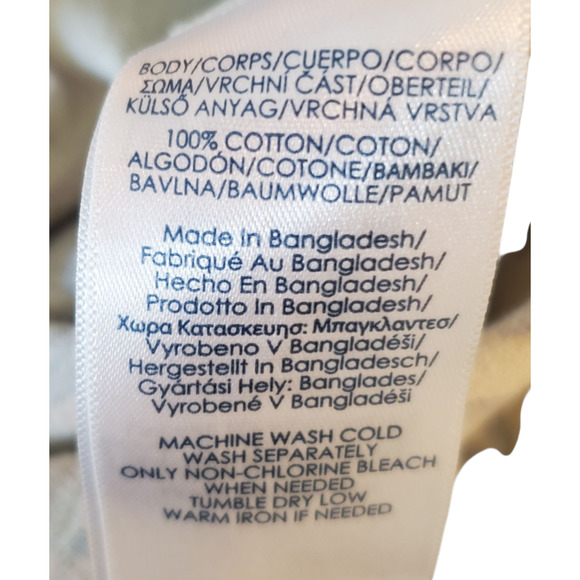 BODY/CORPS/CUERPO/CORPO/
ΣΩΜΑ/VRCHNÍ ČÁST/OBERTEIL/
KÜLSŐ ANYAG/VRCHNÁ VRSTVA
100% COTTON/COTON/
ALGODÓN/COTONE/ΒΑΜΒΑΚΙ/
BAVLNA/BAUMWOLLE/PAMUT
Made In Bangladesh/
Fabriqué Au Bangladesh/
Hecho En Bangladesh/
Prodotto In Bangladesh/
Χωρα Κατασκευησ: Μπαγκλαντεσ/
Vyrobeno V Bangladéši/
Hergestellt In Bangladesch/
Gyártási Hely: Banglades/
Vyrobené V Bangladéši
MACHINE WASH COLD
WASH SEPARATELY
ONLY NON-CHLORINE BLEACH
WHEN NEEDED
TUMBLE DRY LOW
WARM IRON IF NEEDED